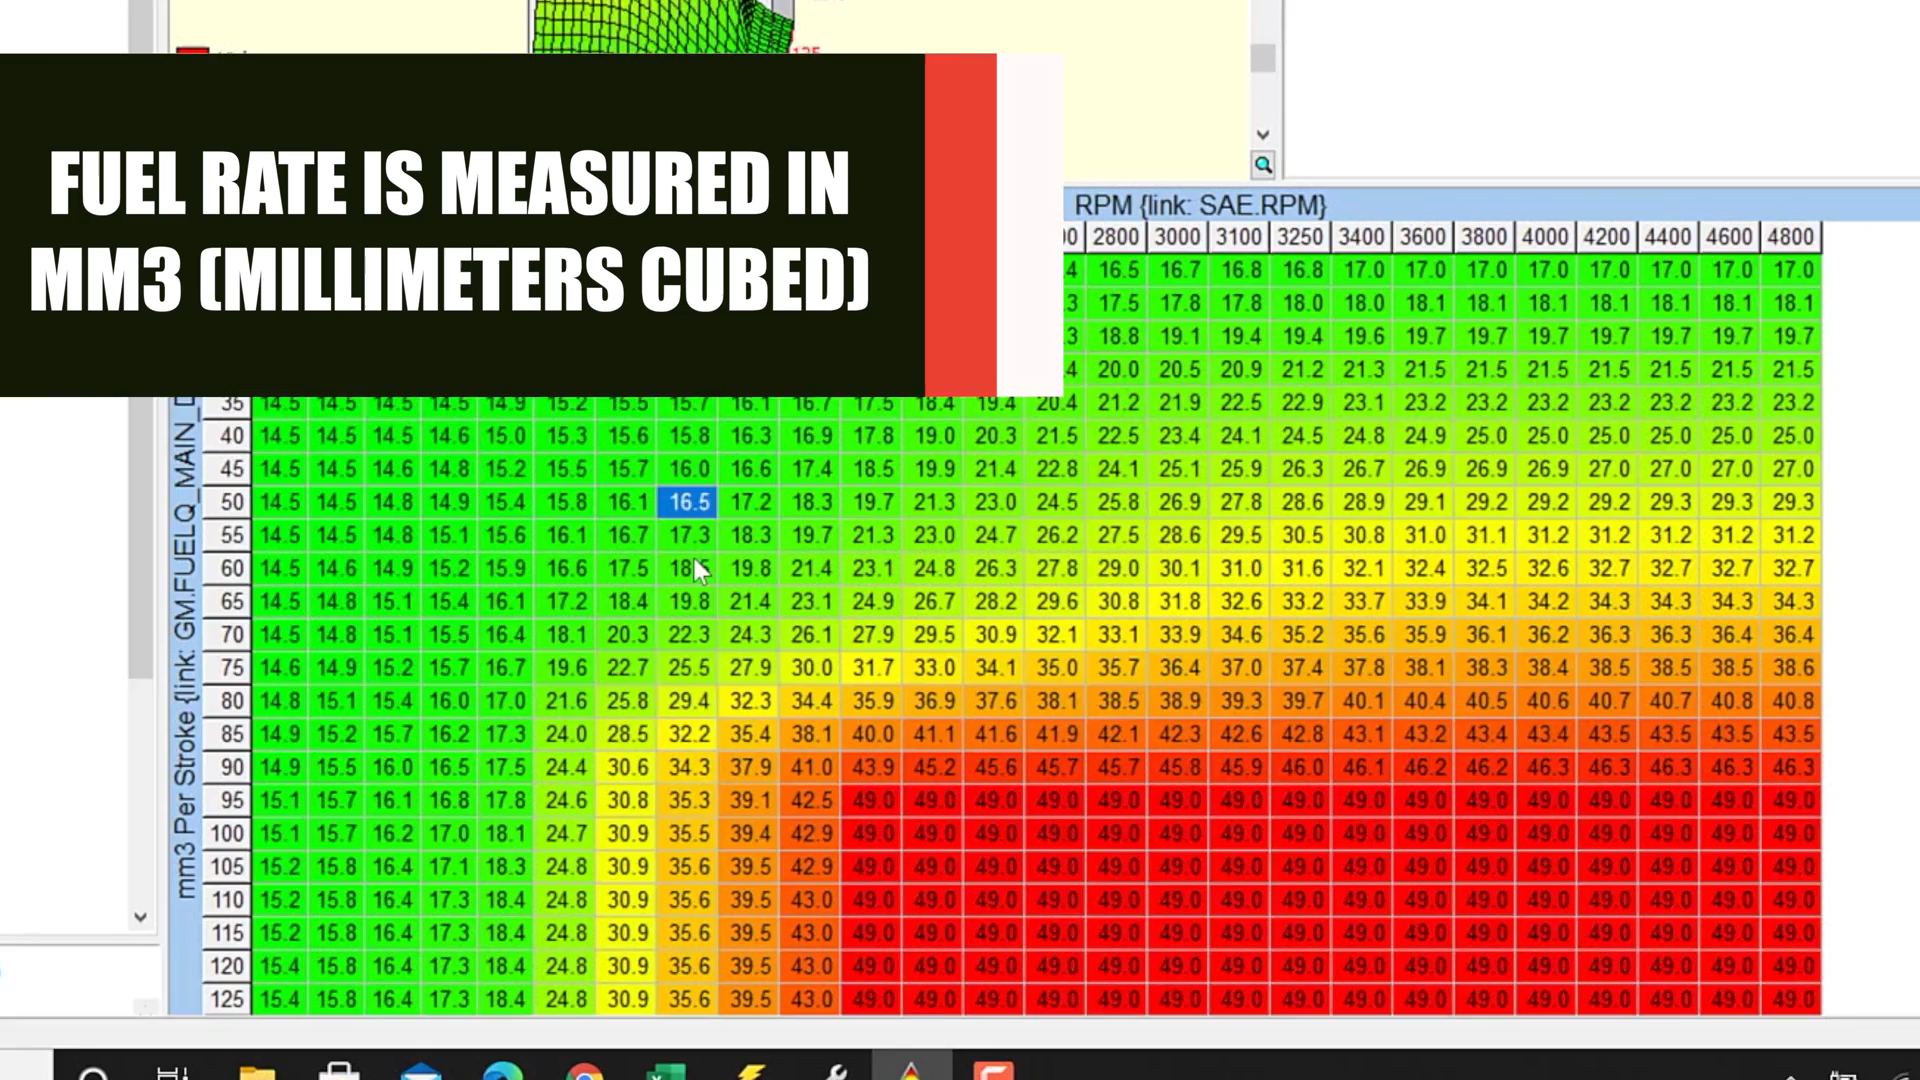 FUEL RATE IS MEASURED IN
MM3 (MILLIMETERS CUBED)
RPM {link: SAE.RPM}
mm3 Per Stroke {link: GM.FUELQ_MAIN_
2800 3000 3100 3250 3400 3600 3800 4000 4200 4400 4600 4800
16.5 16.7 16.8 16.8 17.0 17.0 17.0 17.0 17.0 17.0 17.0 17.0
17.5 17.8 17.8 18.0 18.0 18.1 18.1 18.1 18.1 18.1 18.1 18.1
18.8 19.1 19.4 19.4 19.6 19.7 19.7 19.7 19.7 19.7 19.7 19.7
20.0 20.5 20.9 21.2 21.3 21.5 21.5 21.5 21.5 21.5 21.5 21.5
35 14.5 14.5 14.5 14.5 14.9 15.2 15.5 15.7 16.1 16.7 17.5 18.4 19.4 20.4 21.2 21.9 22.5 22.9 23.1 23.2 23.2 23.2 23.2 23.2 23.2 23.2
40 14.5 14.5 14.5 14.6 15.0 15.3 15.6 15.8 16.3 16.9 17.8 19.0 20.3 21.5 22.5 23.4 24.1 24.5 24.8 24.9 25.0 25.0 25.0 25.0 25.0 25.0
45 14.5 14.5 14.6 14.8 15.2 15.5 15.7 16.0 16.6 17.4 18.5 19.9 21.4 22.8 24.1 25.1 25.9 26.3 26.7 26.9 26.9 26.9 27.0 27.0 27.0 27.0
50 14.5 14.5 14.8 14.9 15.4 15.8 16.1 16.5 17.2 18.3 19.7 21.3 23.0 24.5 25.8 26.9 27.8 28.6 28.9 29.1 29.2 29.2 29.2 29.3 29.3 29.3
55 14.5 14.5 14.8 15.1 15.6 16.1 16.7 17.3 18.3 19.7 21.3 23.0 24.7 26.2 27.5 28.6 29.5 30.5 30.8 31.0 31.1 31.2 31.2 31.2 31.2 31.2
60 14.5 14.6 14.9 15.2 15.9 16.6 17.5 19.8 21.4 23.1 24.8 26.3 27.8 29.0 30.1 31.0 31.6 32.1 32.4 32.5 32.6 32.7 32.7 32.7 32.7
65 14.5 14.8 15.1 15.4 16.1 17.2 18.4 19.8 21.4 23.1 24.9 26.7 28.2 29.6 30.8 31.8 32.6 33.2 33.7 33.9 34.1 34.2 34.3 34.3 34.3 34.3
70 14.5 14.8 15.1 15.5 16.4 18.1 20.3 22.3 24.3 26.1 27.9 29.5 30.9 32.1 33.1 33.9 34.6 35.2 35.6 35.9 36.1 36.2 36.3 36.3 36.4 36.4
75 14.6 14.9 15.2 15.7 16.7 19.6 22.7 25.5 27.9 30.0 31.7 33.0 34.1 35.0 35.7 36.4 37.0 37.4 37.8 38.1 38.3 38.4 38.5 38.5 38.5 38.6
80 14.8 15.1 15.4 16.0 17.0 21.6 25.8 29.4 32.3 34.4 35.9 36.9 37.6 38.1 38.5 38.9 39.3 39.7 40.1 40.4 40.5 40.6 40.7 40.7 40.8 40.8
85 14.9 15.2 15.7 16.2 17.3 24.0 28.5 32.2 35.4 38.1 40.0 41.1 41.6 41.9 42.1 42.3 42.6 42.8 43.1 43.2 43.4 43.4 43.5 43.5 43.5 43.5
90 14.9 15.5 16.0 16.5 17.5 24.4 30.6 34.3 37.9 41.0 43.9 45.2 45.6 45.7 45.7 45.8 45.9 46.0 46.1 46.2 46.2 46.3 46.3 46.3 46.3 46.3
95 15.1 15.7 16.1 16.8 17.8 24.6 30.8 35.3 39.1 42.5 49.0 49.0 49.0 49.0 49.0 49.0 49.0 49.0 49.0 49.0 49.0 49.0 49.0 49.0 49.0 49.0
100 15.1 15.7 16.2 17.0 18.1 24.7 30.9 35.5 39.4 42.9 49.0 49.0 49.0 49.0 49.0 49.0 49.0 49.0 49.0 49.0 49.0 49.0 49.0 49.0 49.0 49.0
105 15.2 15.8 16.4 17.1 18.3 24.8 30.9 35.6 39.5 42.9 49.0 49.0 49.0 49.0 49.0 49.0 49.0 49.0 49.0 49.0 49.0 49.0 49.0 49.0 49.0 49.0
110 15.2 15.8 16.4 17.3 18.4 24.8 30.9 35.6 39.5 43.0 49.0 49.0 49.0 49.0 49.0 49.0 49.0 49.0 49.0 49.0 49.0 49.0 49.0 49.0 49.0 49.0
115 15.2 15.8 16.4 17.3 18.4 24.8 30.9 35.6 39.5 43.0 49.0 49.0 49.0 49.0 49.0 49.0 49.0 49.0 49.0 49.0 49.0 49.0 49.0 49.0 49.0 49.0
120 15.4 15.8 16.4 17.3 18.4 24.8 30.9 35.6 39.5 43.0 49.0 49.0 49.0 49.0 49.0 49.0 49.0 49.0 49.0 49.0 49.0 49.0 49.0 49.0 49.0 49.0
125 15.4 15.8 16.4 17.3 18.4 24.8 30.9 35.6 39.5 43.0 49.0 49.0 49.0 49.0 49.0 49.0 49.0 49.0 49.0 49.0 49.0 49.0 49.0 49.0 49.0 49.0